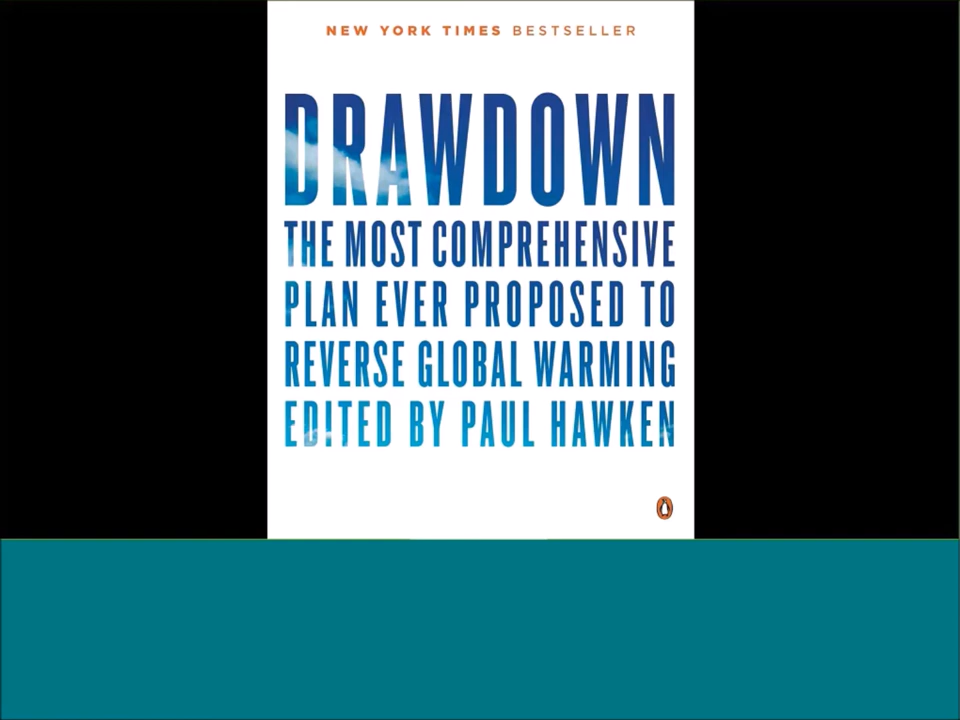 NEW YORK TIMES BESTSELLER
DRAWDOWN
THE MOST COMPREHENSIVE
PLAN EVER PROPOSED TO
REVERSE GLOBAL WARMING
EDITED BY PAUL HAWKEN